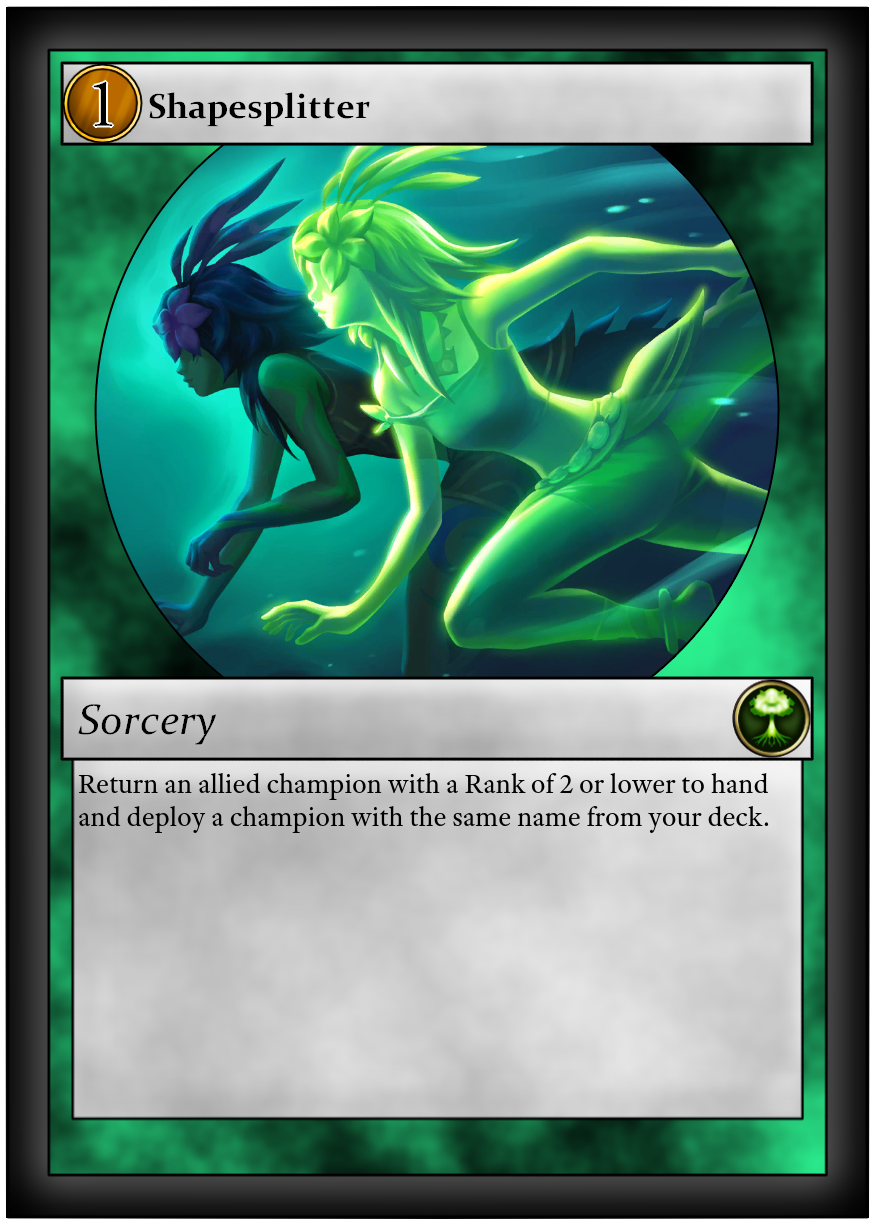 1 Shapesplitter
Sorcery
Return an allied champion with a Rank of 2 or lower to hand
and deploy a champion with the same name from your deck.